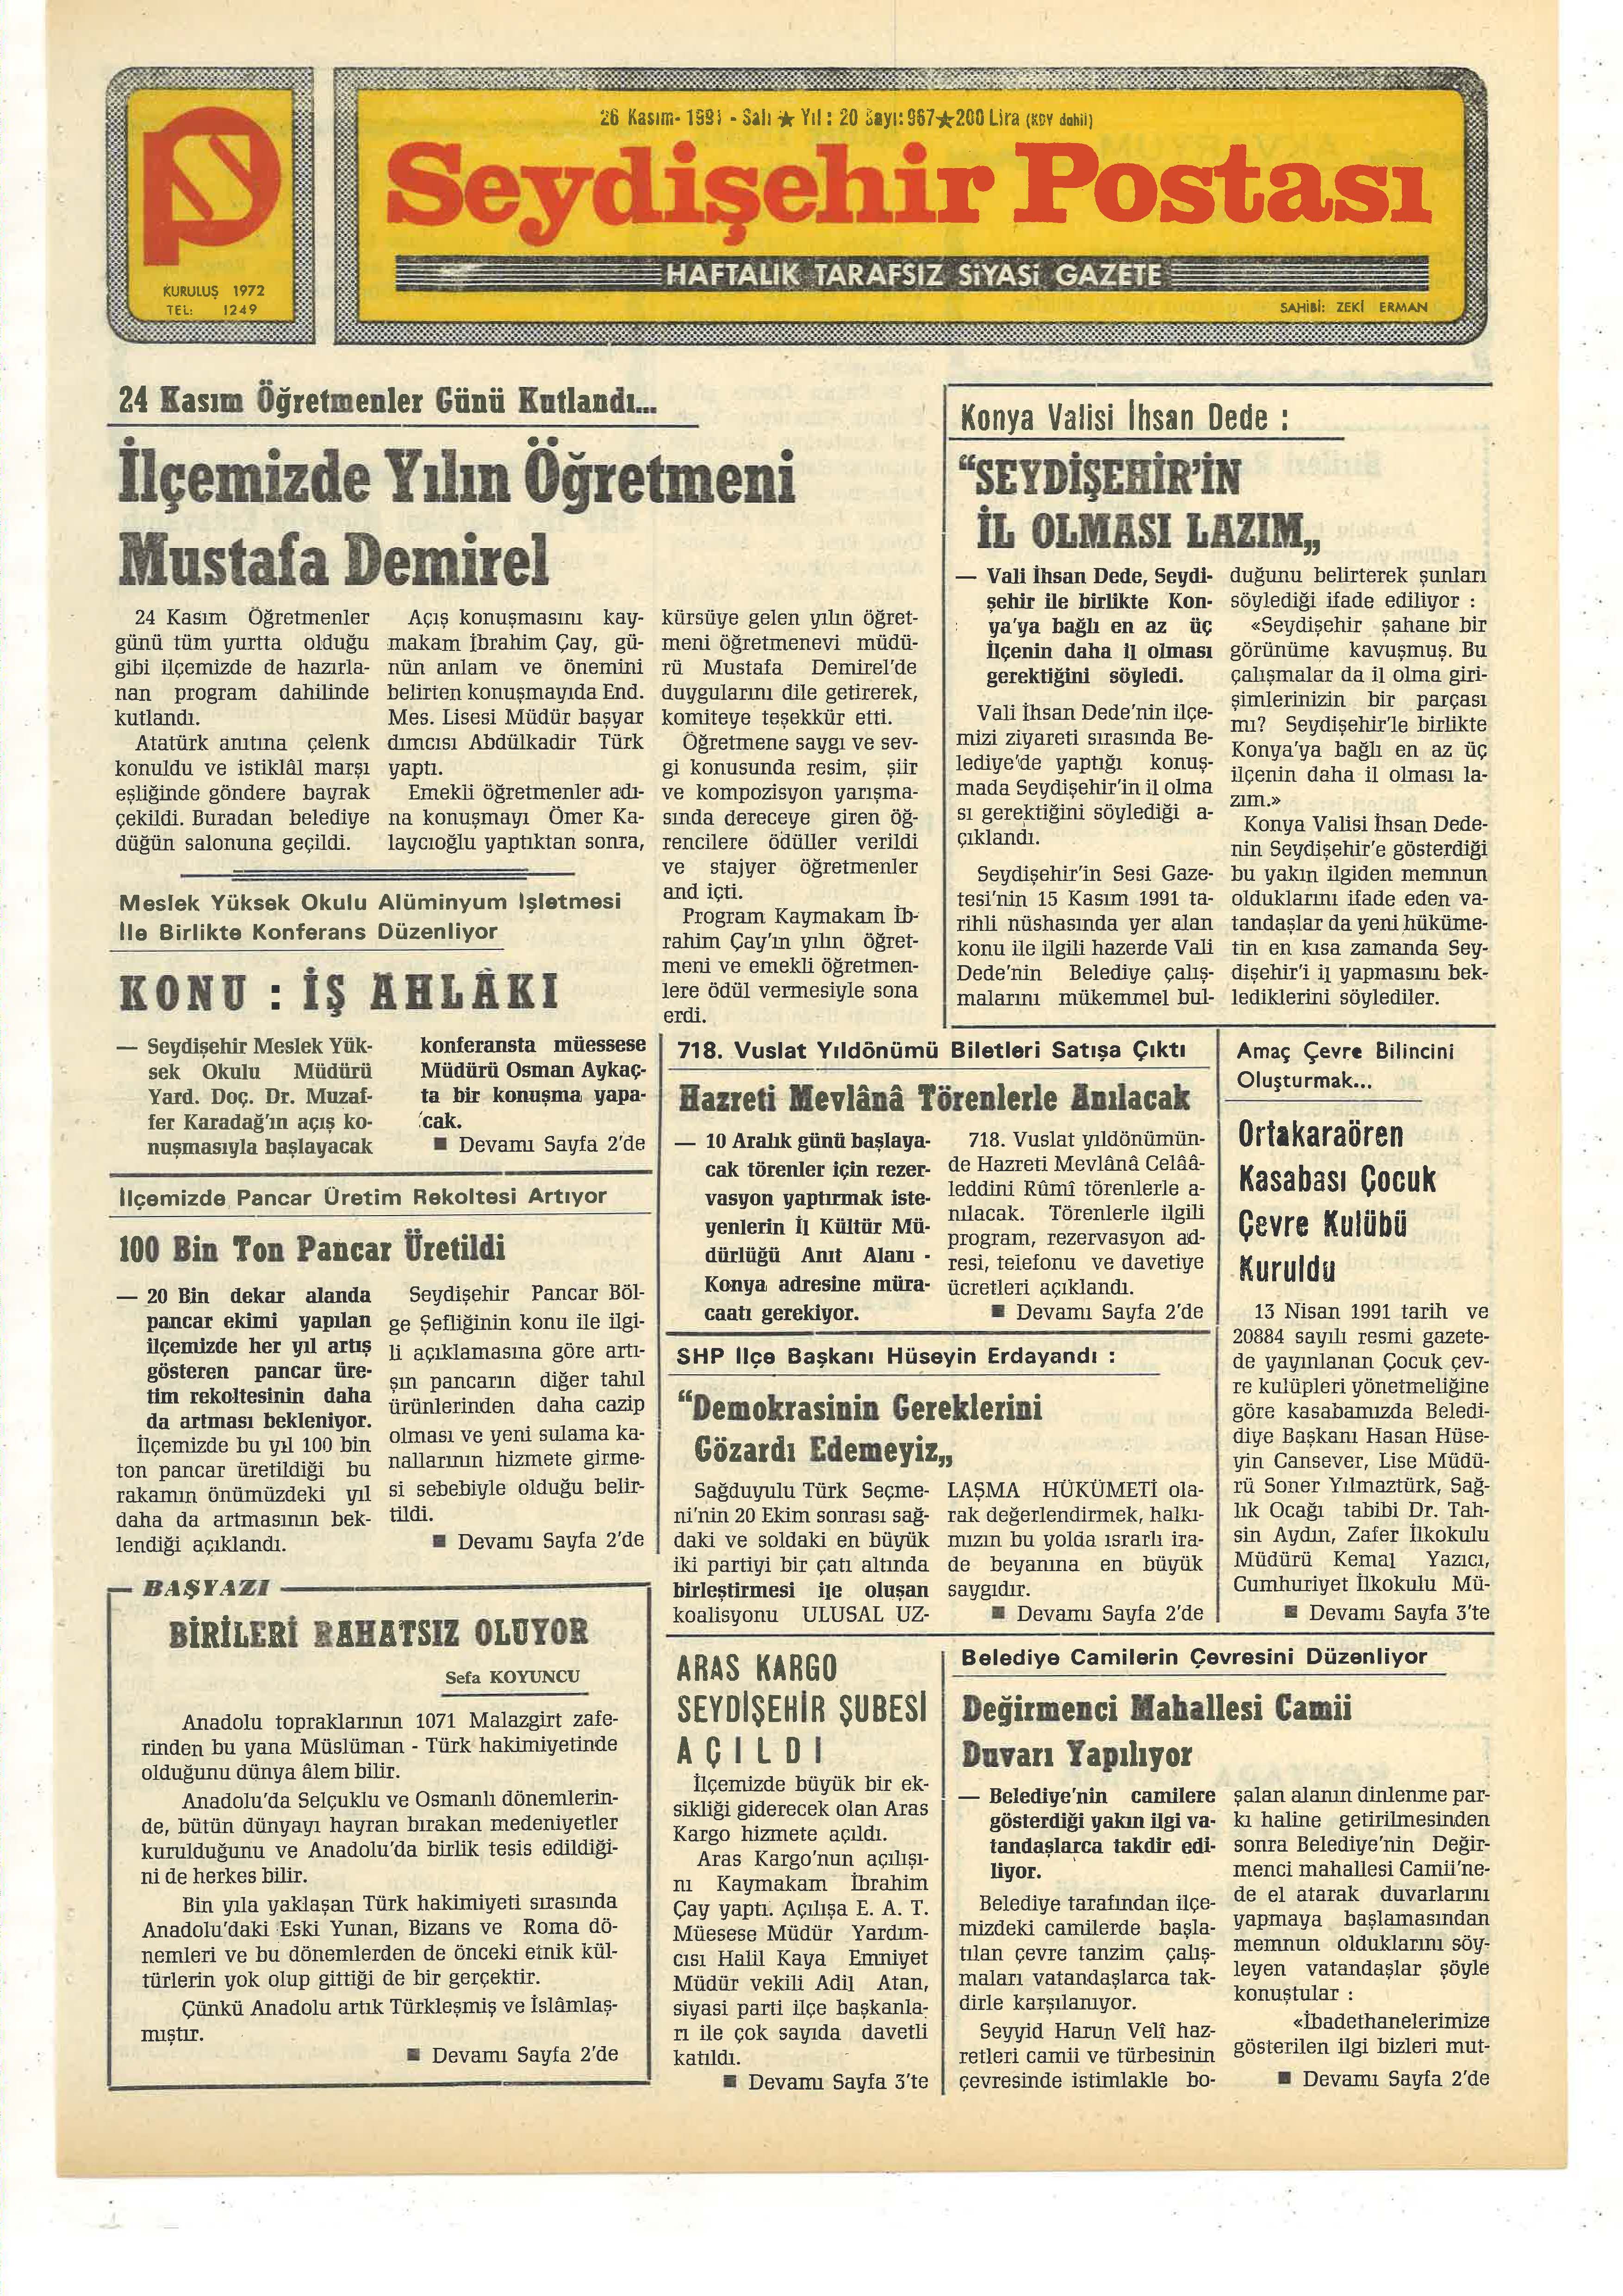 26 Kasım- 1991 - Salı ★ Yıl : 20 Sayı: 967 ★ 200 Lira (KDV dahil)
Seydişehir Postası
HAFTALIK TARAFSIZ SİYASİ GAZETE
SAHİBİ: ZEKİ ERMAN
KURULUŞ 1972
TEL: 1249
24 Kasım Öğretmenler Günü Kutlandı...
İlçemizde Yılın Öğretmeni
Mustafa Demirel
24 Kasım Öğretmenler
günü tüm yurtta olduğu
gibi ilçemizde de hazırla-
nan program dahilinde
kutlandı.
Atatürk anıtına çelenk
konuldu ve istiklâl marşı
eşliğinde göndere bayrak
çekildi. Buradan belediye
düğün salonuna geçildi.
Açış konuşmasını kay-
makam İbrahim Çay, gü-
nün anlam ve önemini
belirten konuşmayıda End.
Mes. Lisesi Müdür başyar
dımcısı Abdülkadir Türk
yaptı.
Emekli öğretmenler adı-
na konuşmayı Ömer Ka-
laycıoğlu yaptıktan sonra,
kürsüye gelen yılın öğret-
meni öğretmenevi müdü-
rü Mustafa Demirel'de
duygularını dile getirerek,
komiteye teşekkür etti.
Öğretmene saygı ve sev-
gi konusunda resim, şiir
ve kompozisyon yarışma-
sında dereceye giren öğ-
rencilere ödüller verildi
ve stajyer öğretmenler
and içti.
Program Kaymakam İb-
rahim Çay'ın yılın öğret-
meni ve emekli öğretmen-
lere ödül vermesiyle sona
erdi.
Konya Valisi İhsan Dede :
“SEYDİŞEHİR'İN
İL OLMASI LAZIM„
— Vali İhsan Dede, Seydi-
şehir ile birlikte Kon-
ya'ya bağlı en az üç
İlçenin daha il olması
gerektiğini söyledi.
Vali İhsan Dede'nin ilçe-
mizi ziyareti sırasında Be-
lediye'de yaptığı konuş-
mada Seydişehir'in il olma
sı gerektiğini söylediği a-
çıklandı.
Seydişehir'in Sesi Gaze-
tesi'nin 15 Kasım 1991 ta-
rihli nüshasında yer alan
konu ile ilgili hazerde Vali
Dede'nin Belediye çalış-
malarını mükemmel bul-
duğunu belirterek şunları
söylediği ifade ediliyor :
«Seydişehir şahane bir
görünüme kavuşmuş. Bu
çalışmalar da il olma giri-
şimlerinizin bir parçası
mı? Seydişehir'le birlikte
Konya'ya bağlı en az üç
ilçenin daha il olması la-
zım.»
Konya Valisi İhsan Dede-
nin Seydişehir'e gösterdiği
bu yakın ilgiden memnun
olduklarını ifade eden va-
tandaşlar da yeni hüküme-
tin en kısa zamanda Sey-
dişehir'i il yapmasını bek-
lediklerini söylediler.
Meslek Yüksek Okulu Alüminyum Işletmesi
Ile Birlikte Konferans Düzenliyor
KONU : İŞ AHLÂKI
— Seydişehir Meslek Yük-
sek Okulu Müdürü
Yard. Doç. Dr. Muzaf-
fer Karadağ'ın açış ko-
nuşmasıyla başlayacak
konferansta müessese
Müdürü Osman Aykaç-
ta bir konuşma yapa-
cak.
■ Devamı Sayfa 2'de
Ilçemizde Pancar Üretim Rekoltesi Artıyor
100 Bin Ton Pancar Üretildi
— 20 Bin dekar alanda
pancar ekimi yapılan
ilçemizde her yıl artış
gösteren pancar üre-
tim rekoltesinin daha
da artması bekleniyor.
İlçemizde bu yıl 100 bin
ton pancar üretildiği bu
rakamın önümüzdeki yıl
daha da artmasının bek-
lendiği açıklandı.
Seydişehir Pancar Böl-
ge Şefliğinin konu ile ilgi-
li açıklamasına göre artı-
şın pancarın diğer tahıl
ürünlerinden daha cazip
olması ve yeni sulama ka-
nallarının hizmete girme-
si sebebiyle olduğu belir-
tildi.
■ Devamı Sayfa 2'de
718. Vuslat Yıldönümü Biletleri Satışa Çıktı
Hazreti Mevlânâ Törenlerle Anılacak
— 10 Aralık günü başlaya-
cak törenler için rezer-
vasyon yaptırmak iste-
yenlerin İl Kültür Mü-
dürlüğü Anıt Alanı -
Konya adresine müra-
caatı gerekiyor.
718. Vuslat yıldönümün-
de Hazreti Mevlânâ Celââ-
leddini Rûmî törenlerle a-
nılacak. Törenlerle ilgili
program, rezervasyon ad-
resi, telefonu ve davetiye
ücretleri açıklandı.
■ Devamı Sayfa 2'de
SHP Ilçe Başkanı Hüseyin Erdayandı :
“Demokrasinin Gereklerini
Gözardı Edemeyiz„
Sağduyulu Türk Seçme-
ni'nin 20 Ekim sonrası sağ-
daki ve soldaki en büyük
iki partiyi bir çatı altında
birleştirmesi ile oluşan
koalisyonu ULUSAL UZ-
LAŞMA HÜKÜMETİ ola-
rak değerlendirmek, halkı-
mızın bu yolda ısrarlı ira-
de beyanına en büyük
saygıdır.
■ Devamı Sayfa 2'de
Amaç Çevre Bilincini
Oluşturmak...
Ortakaraören
Kasabası Çocuk
Çevre Kulübü
Kuruldu
13 Nisan 1991 tarih ve
20884 sayılı resmi gazete-
de yayınlanan Çocuk çev-
re kulüpleri yönetmeliğine
göre kasabamızda Beledi-
diye Başkanı Hasan Hüse-
yin Cansever, Lise Müdü-
rü Soner Yılmaztürk, Sağ-
lık Ocağı tabibi Dr. Tah-
sin Aydın, Zafer İlkokulu
Müdürü Kemal Yazıcı,
Cumhuriyet İlkokulu Mü-
■ Devamı Sayfa 3'te
BAŞYAZI
BİRİLERİ RAHATSIZ OLUYOR
Sefa KOYUNCU
Anadolu topraklarının 1071 Malazgirt zafe-
rinden bu yana Müslüman - Türk hakimiyetinde
olduğunu dünya âlem bilir.
Anadolu'da Selçuklu ve Osmanlı dönemlerin-
de, bütün dünyayı hayran bırakan medeniyetler
kurulduğunu ve Anadolu'da birlik tesis edildiği-
ni de herkes bilir.
Bin yıla yaklaşan Türk hakimiyeti sırasında
Anadolu'daki Eski Yunan, Bizans ve Roma dö-
nemleri ve bu dönemlerden de önceki etnik kül-
türlerin yok olup gittiği de bir gerçektir.
Çünkü Anadolu artık Türkleşmiş ve İslâmlaş-
mıştır.
■ Devamı Sayfa 2'de
ARAS KARGO
SEYDİŞEHİR ŞUBESİ
AÇILDI
İlçemizde büyük bir ek-
sikliği giderecek olan Aras
Kargo hizmete açıldı.
Aras Kargo'nun açılışı-
nı Kaymakam İbrahim
Çay yaptı. Açılışa E. A. T.
Müesese Müdür Yardım-
cısı Halil Kaya Emniyet
Müdür vekili Adil Atan,
siyasi parti ilçe başkanla-
rı ile çok sayıda davetli
katıldı.
■ Devamı Sayfa 3'te
Belediye Camilerin Çevresini Düzenliyor
Değirmenci Mahallesi Camii
Duvarı Yapılıyor
— Belediye'nin camilere
gösterdiği yakın ilgi va-
tandaşlarca takdir edi-
liyor.
Belediye tarafından ilçe-
mizdeki camilerde başla-
tılan çevre tanzim çalış-
maları vatandaşlarca tak-
dirle karşılanıyor.
Seyyid Harun Velî haz-
retleri camii ve türbesinin
çevresinde istimlakle bo-
şalan alanın dinlenme par-
kı haline getirilmesinden
sonra Belediye'nin Değir-
menci mahallesi Camii'ne-
de el atarak duvarlarını
yapmaya başlamasından
memnun olduklarını söy-
leyen vatandaşlar şöyle
konuştular :
«İbadethanelerimize
gösterilen ilgi bizleri mut-
■ Devamı Sayfa 2'de